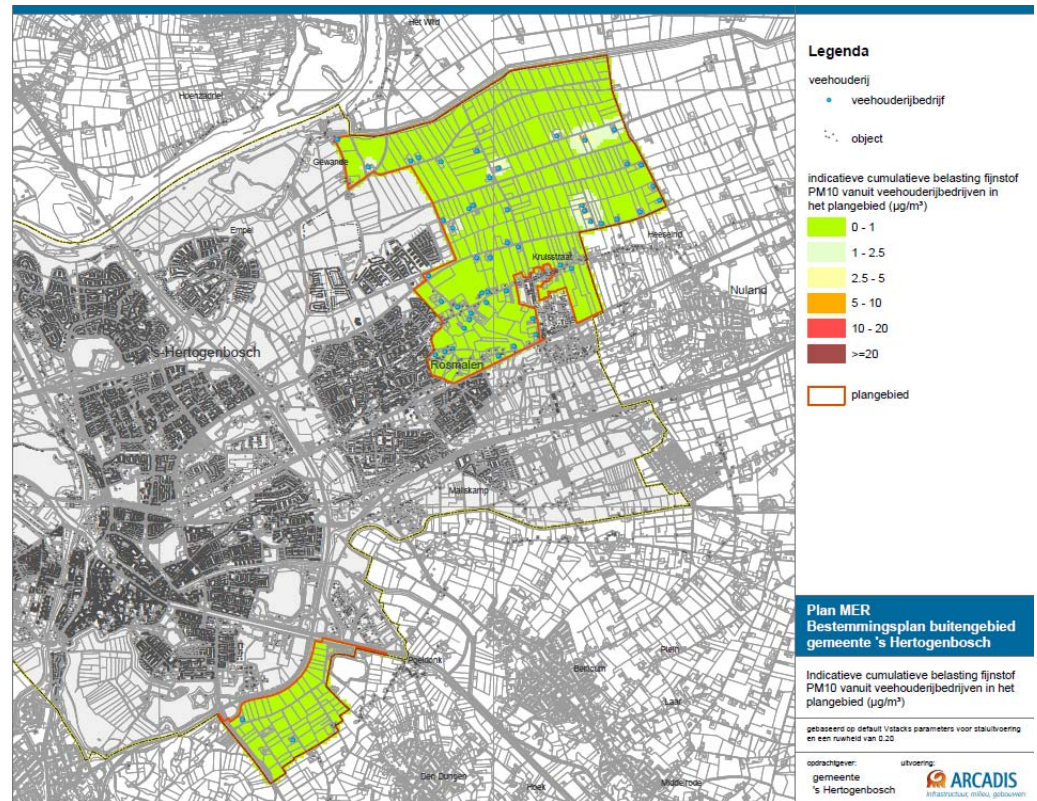 Het Wild
Hoenzadriel
Gewande
Empel
Heeseind
Kruisstraat
Nuland
's-Hertogenbosch
Rosmalen
Maliskamp
Poeldonk
Berlicum
Plein
Laar
Den Dungen
Hoek
Middelrode
Legenda
veehouderij
veehouderijbedrijf
object
indicatieve cumulatieve belasting fijnstof
PM10 vanuit veehouderijbedrijven in
het plangebied (µg/m³)
0 - 1
1 - 2.5
2.5 - 5
5 - 10
10 - 20
>=20
plangebied
Plan MER
Bestemmingsplan buitengebied
gemeente 's Hertogenbosch
Indicatieve cumulatieve belasting fijnstof
PM10 vanuit veehouderijbedrijven in het
plangebied (µg/m³)
gebaseerd op default Vstacks parameters voor staluitvoering
en een ruwheid van 0.20
opdrachtgever: uitvoering:
gemeente
's Hertogenbosch
ARCADIS
Infrastructuur, milieu, gebouwen